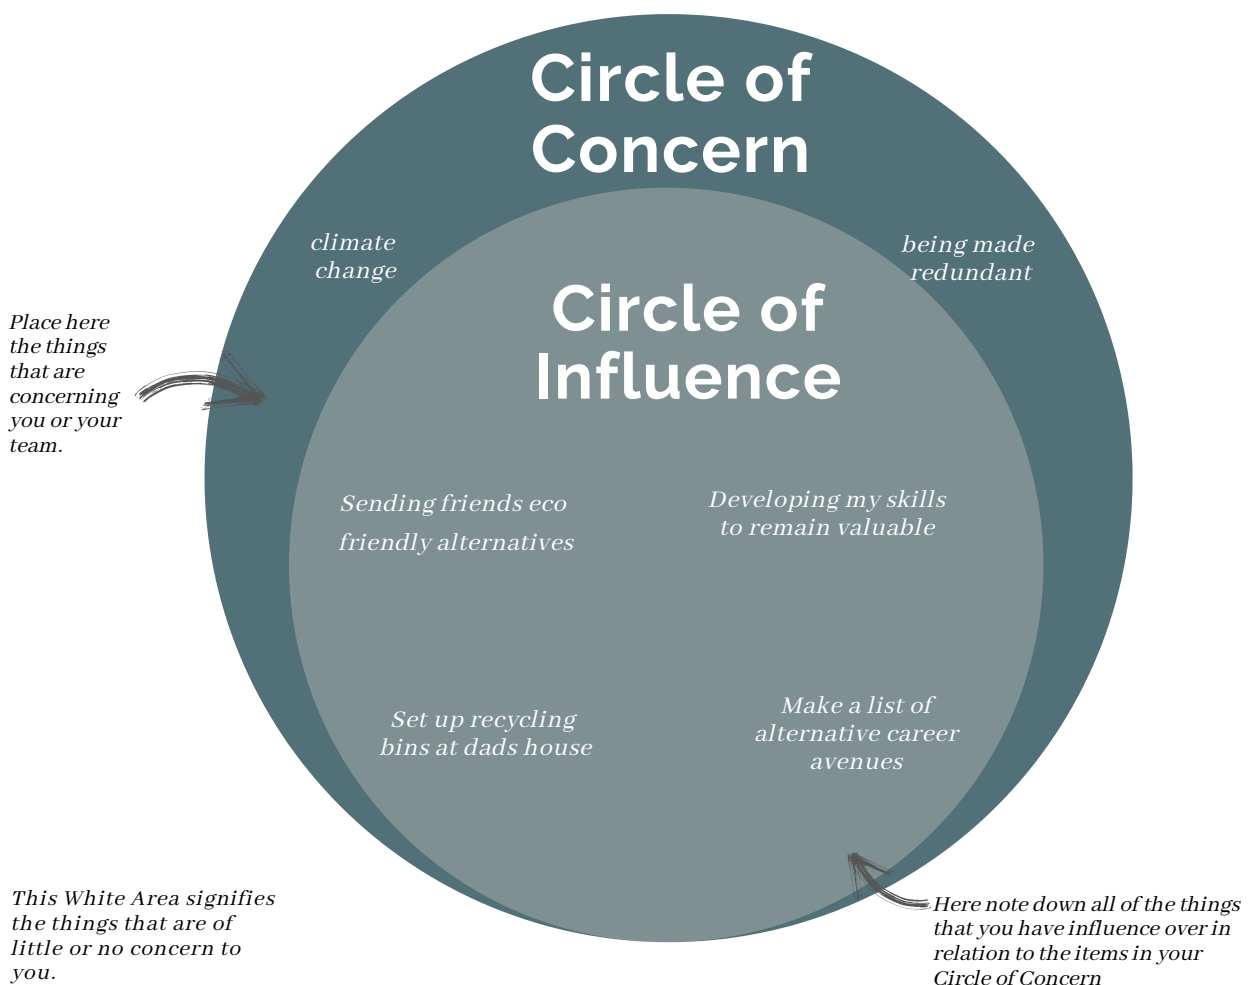 Circle of
Concern
climate
change
being made
redundant
Circle of
Influence
Place here
the things
that are
concerning
you or your
team.
Sending friends eco
friendly alternatives
Developing my skills
to remain valuable
Set up recycling
bins at dads house
Make a list of
alternative career
avenues
This White Area signifies
the things that are of
little or no concern to
you.
Here note down all of the things
that you have influence over in
relation to the items in your
Circle of Concern